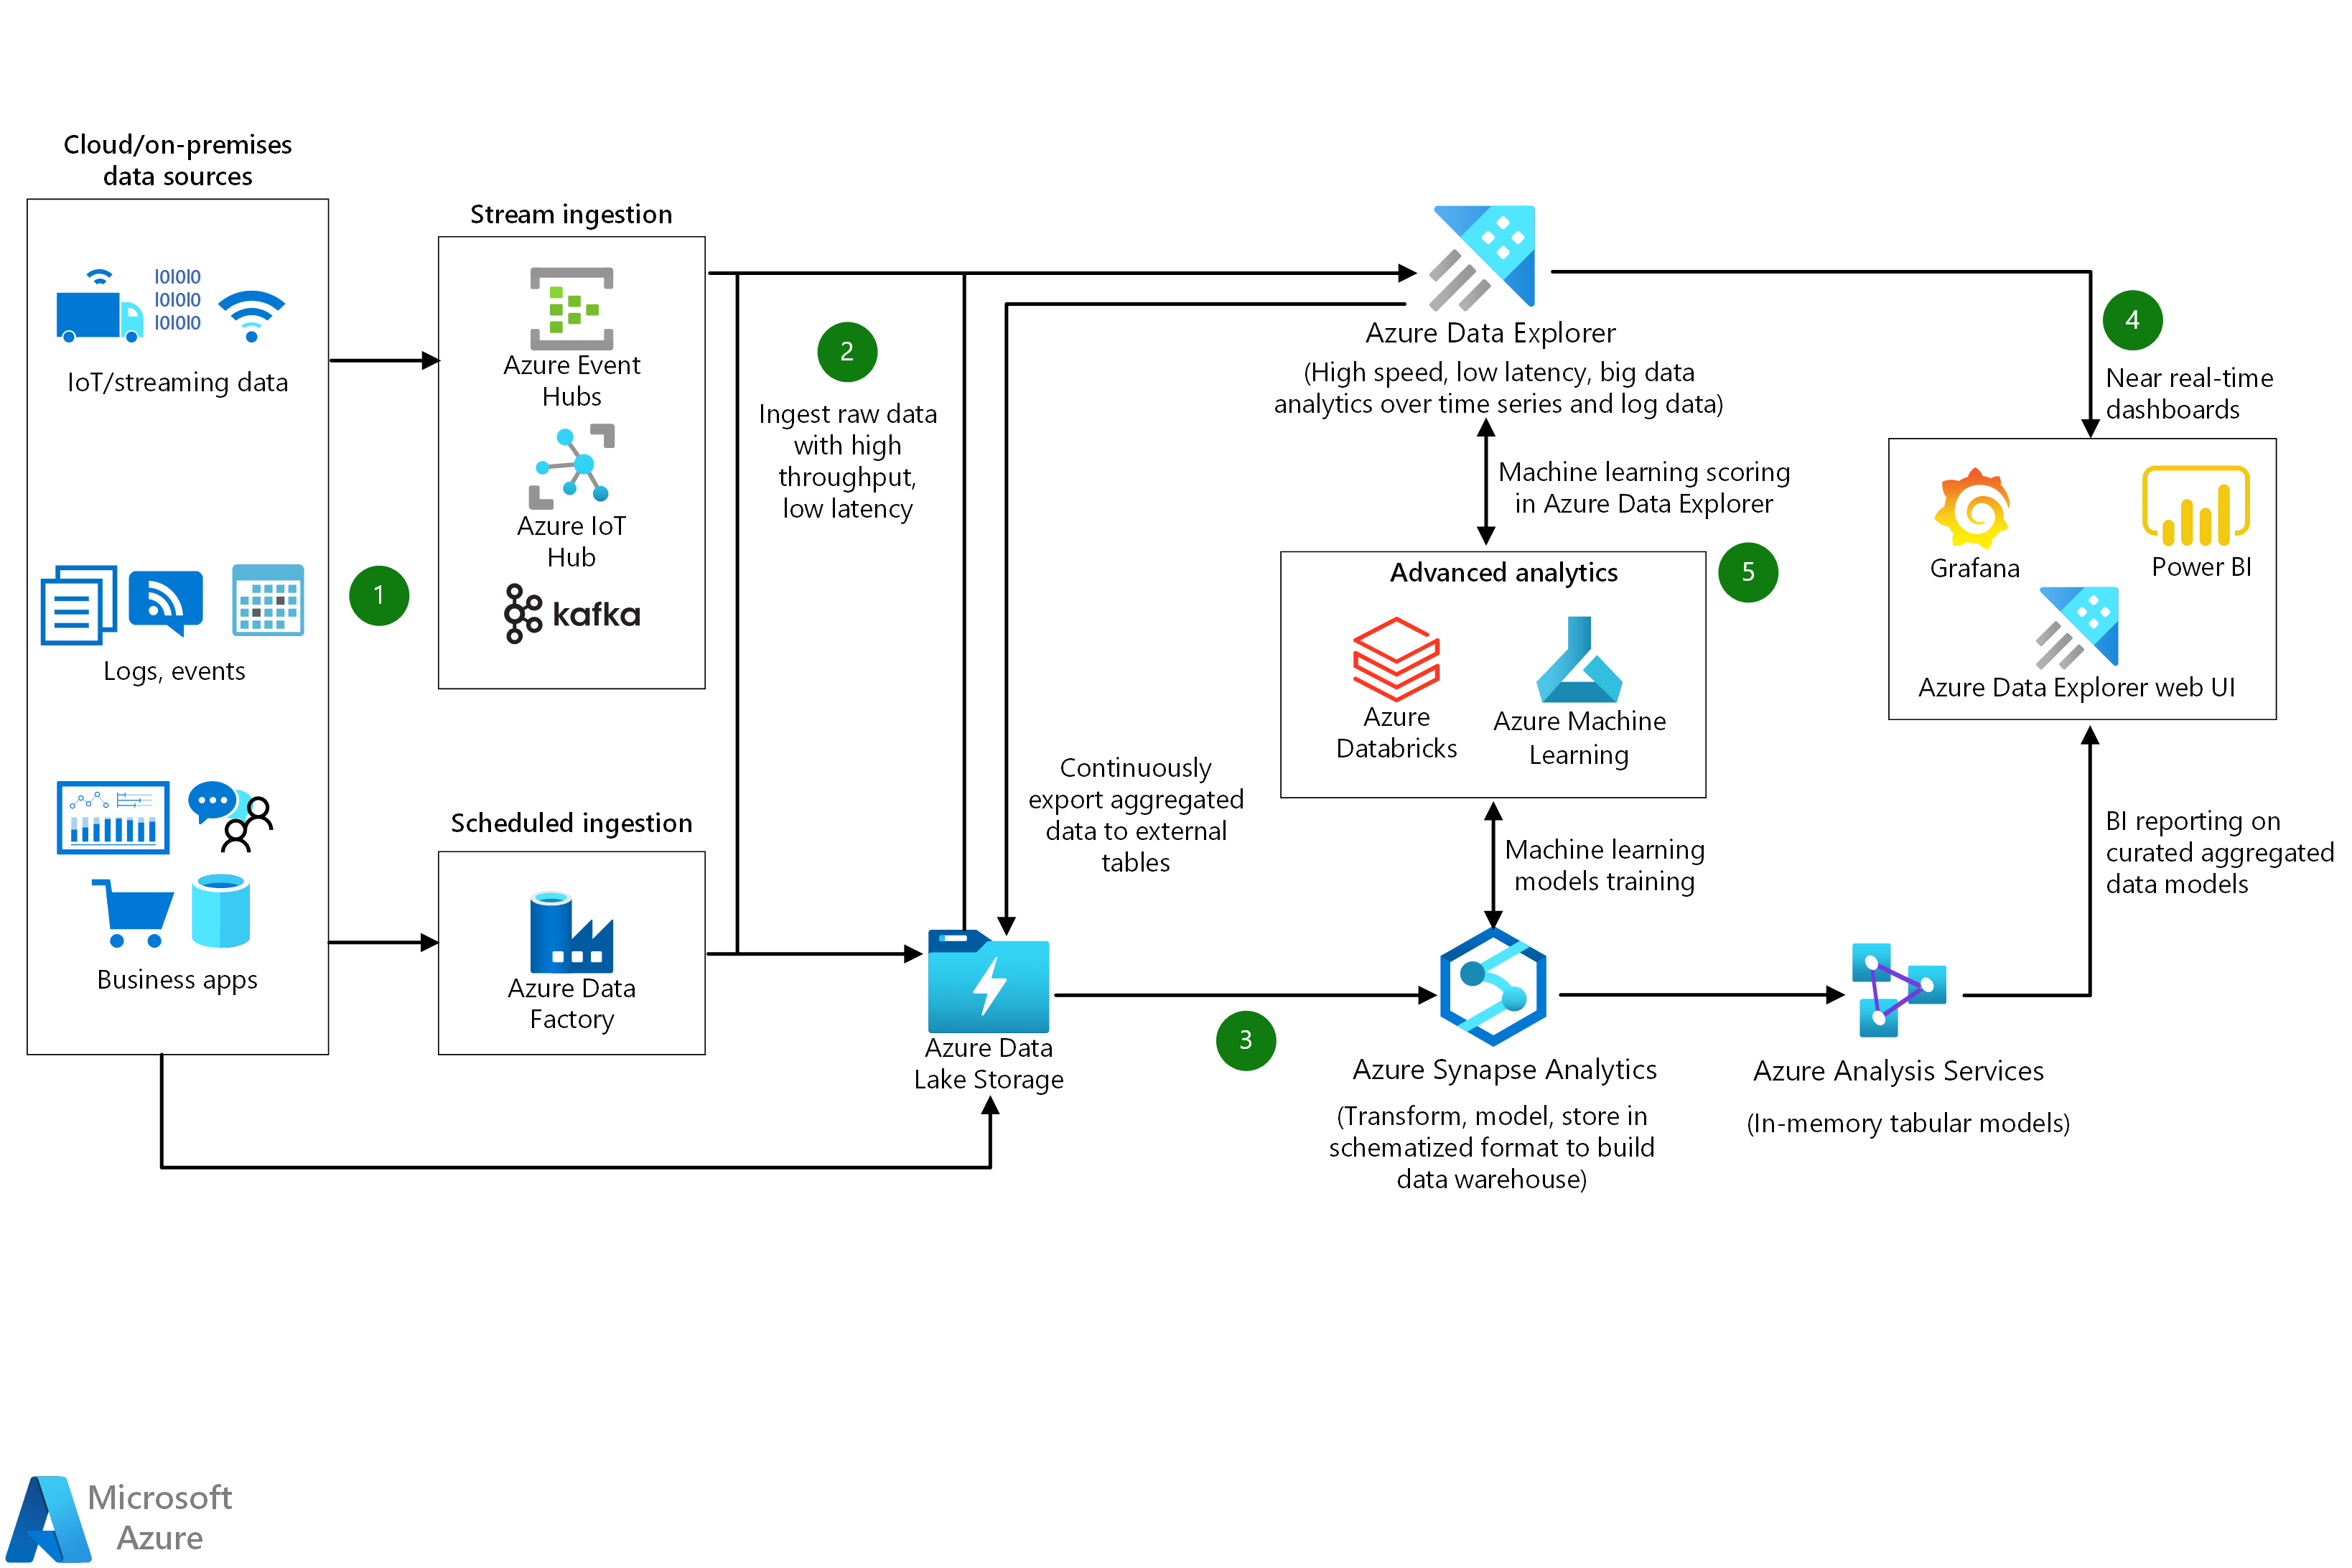 Cloud/on-premises
data sources
IOIOIO
IOIOIO
IOIOIO
IoT/streaming data
Logs, events
Business apps
1
Stream ingestion
Azure Event
Hubs
Azure IoT
Hub
kafka
Scheduled ingestion
Azure Data
Factory
2
Ingest raw data
with high
throughput,
low latency
Continuously
export aggregated
data to external
tables
Azure Data
Lake Storage
3
Azure Data Explorer
(High speed, low latency, big data
analytics over time series and log data)
Machine learning scoring
in Azure Data Explorer
Advanced analytics
5
Azure
Databricks
Azure Machine
Learning
Machine learning
models training
Azure Synapse Analytics
(Transform, model, store in
schematized format to build
data warehouse)
Azure Analysis Services
(In-memory tabular models)
4
Near real-time
dashboards
Grafana
Power BI
Azure Data Explorer web UI
BI reporting on
curated aggregated
data models
Microsoft
Azure